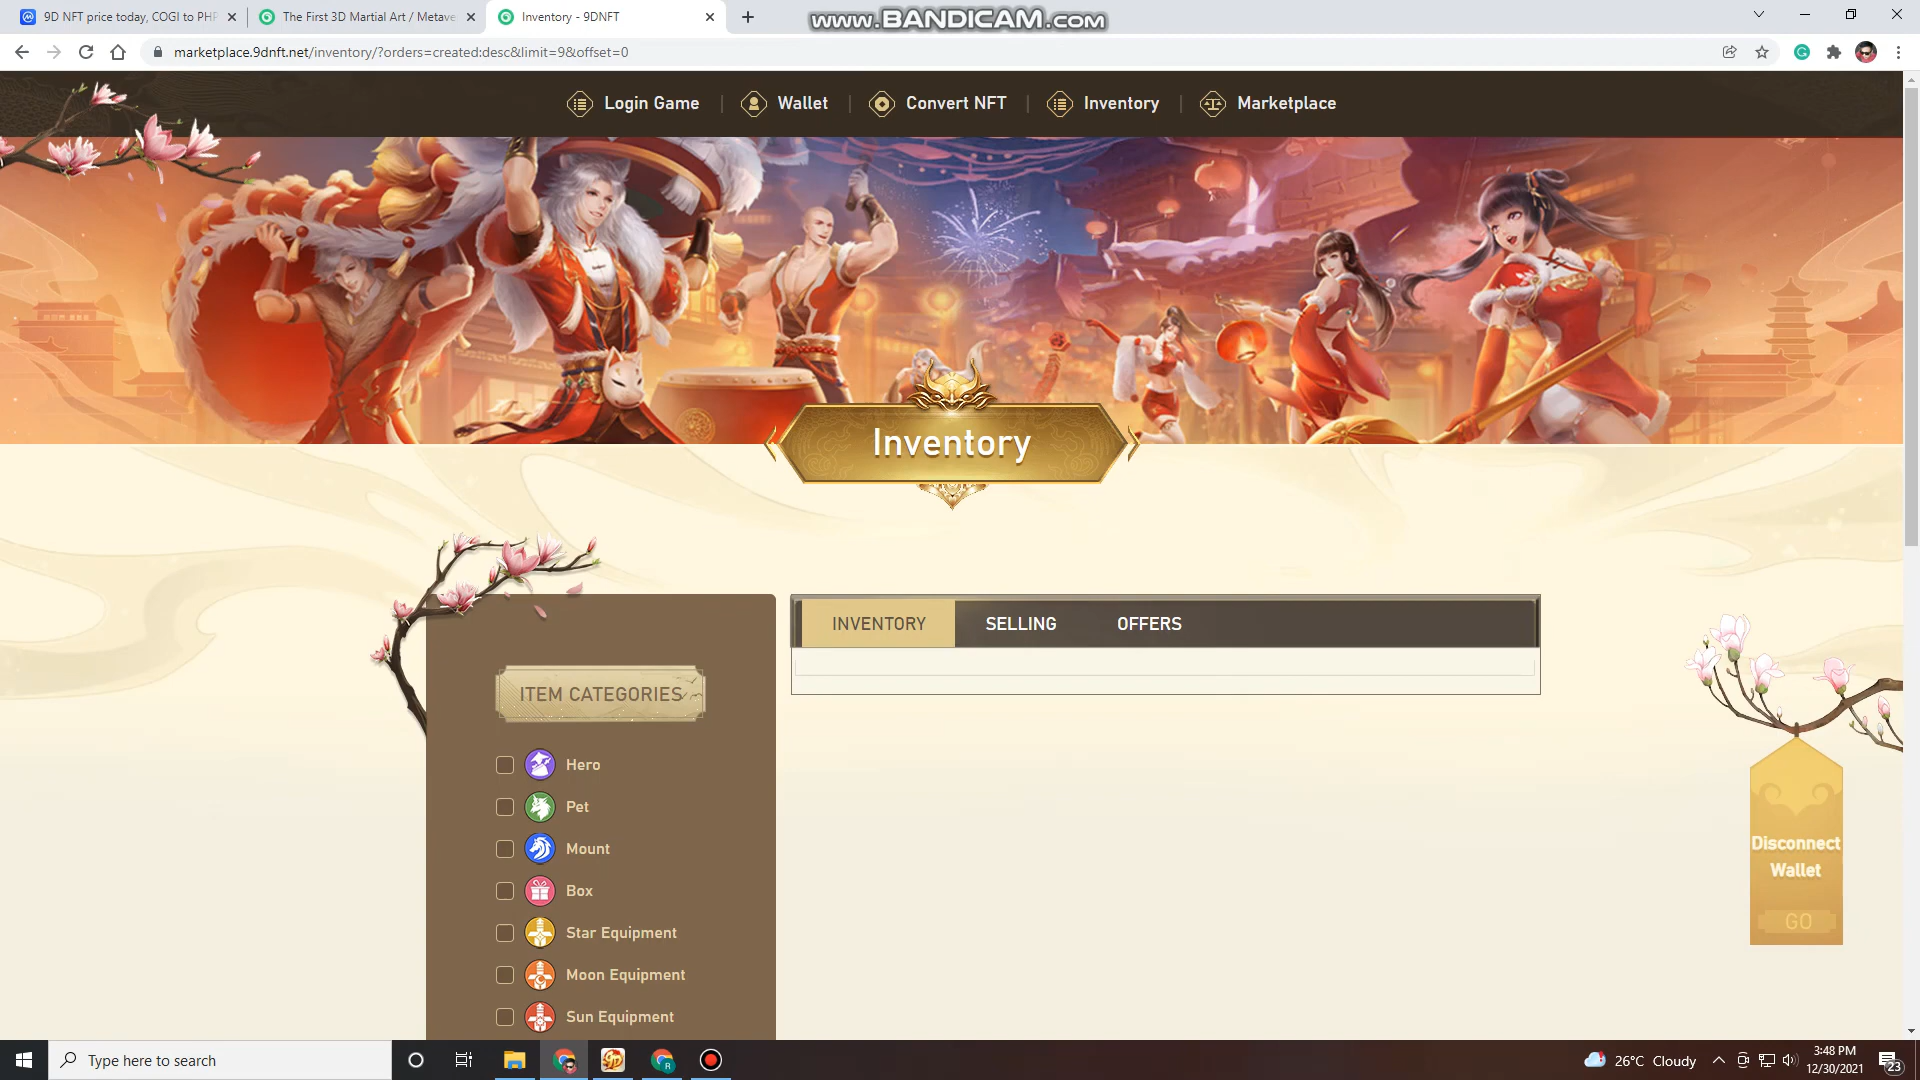 9D NFT price today, COGI to PHP
The First 3D Martial Art / Metave
Inventory - 9DNFT
www.BANDICAM.com
marketplace.9dnft.net/inventory/?orders=created:desc&limit=9&offset=0
Login Game
Wallet
Convert NFT
Inventory
Marketplace
Inventory
INVENTORY
SELLING
OFFERS
ITEM CATEGORIES
Hero
Pet
Mount
Box
Star Equipment
Moon Equipment
Sun Equipment
Disconnect
Wallet
GO
Type here to search
26°C Cloudy
3:48 PM
12/30/2021
23